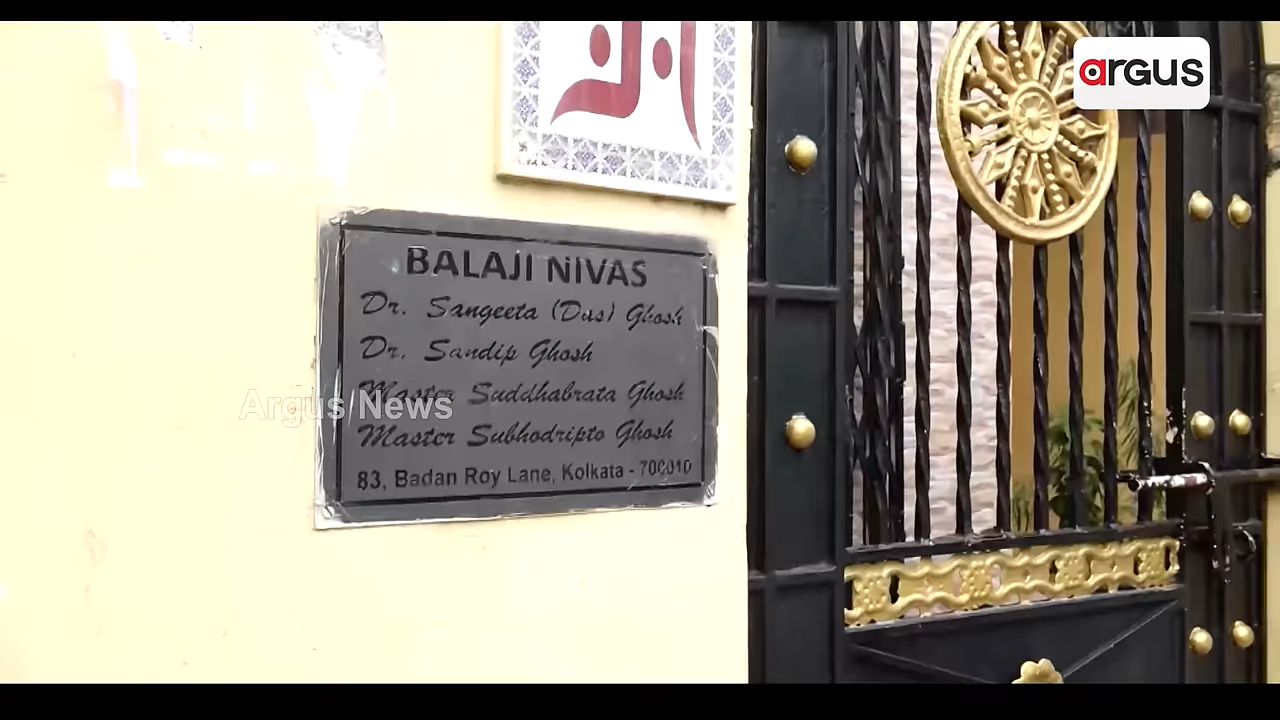 argus
BALAJI NIVAS
Dr. Sangeeta (Das) Ghosh
Dr. Sandip Ghosh
Master Suddhabrata Ghosh
Argus News
Master Subhodripto Ghosh
83, Badan Roy Lane, Kolkata - 700010